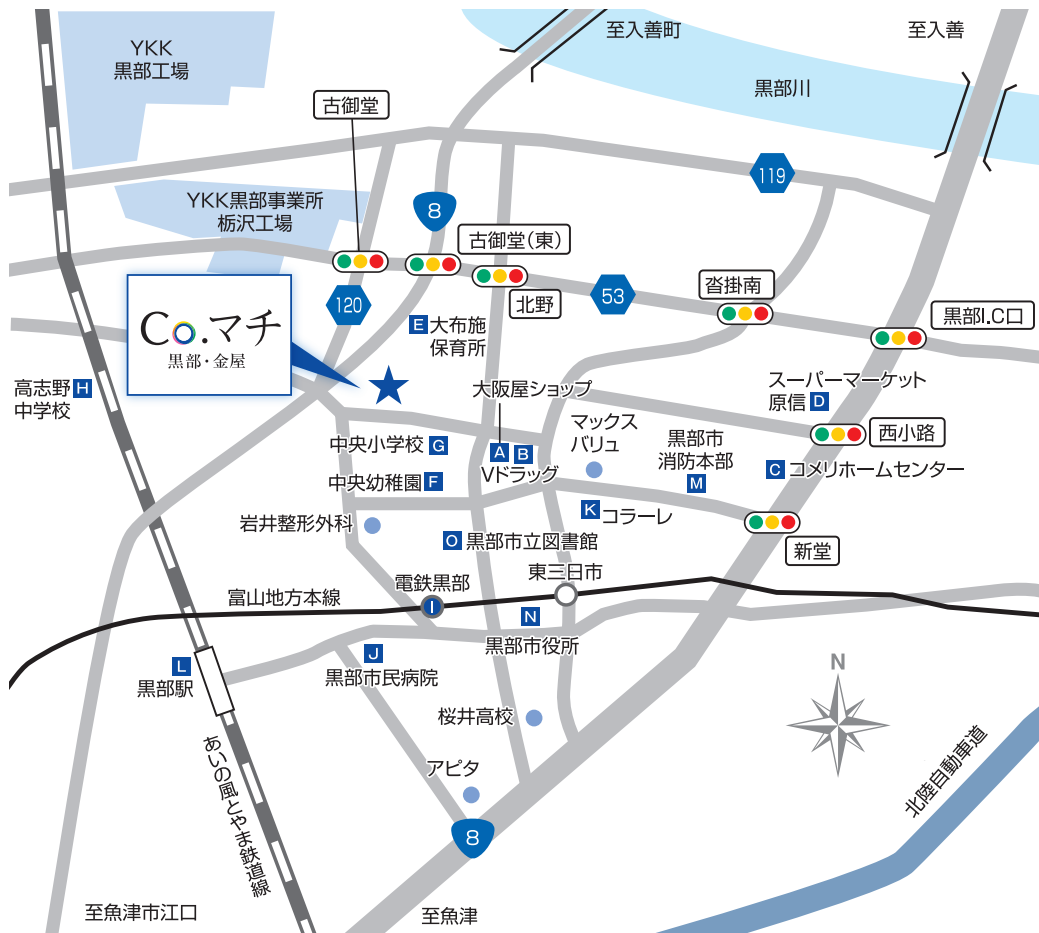 至入善町
至入善
YKK
黒部工場
黒部川
古御堂
119
YKK黒部事業所
栃沢工場
8
古御堂(東)
沓掛南
北野
53
120
黒部I.C口
Co.マチ
黒部・金屋
E 大布施
保育所
スーパーマーケット
原信 D
高志野 H
中学校
大阪屋ショップ
マックス
バリュ
西小路
中央小学校 G
A B
Vドラッグ
黒部市
消防本部
M
C コメリホームセンター
中央幼稚園 F
K コラーレ
岩井整形外科
O 黒部市立図書館
新堂
東三日市
電鉄黒部
I
富山地方本線
N
黒部市役所
L
黒部駅
J
黒部市民病院
N
桜井高校
あいの風とやま鉄道線
アピタ
北陸自動車道
8
至魚津市江口
至魚津